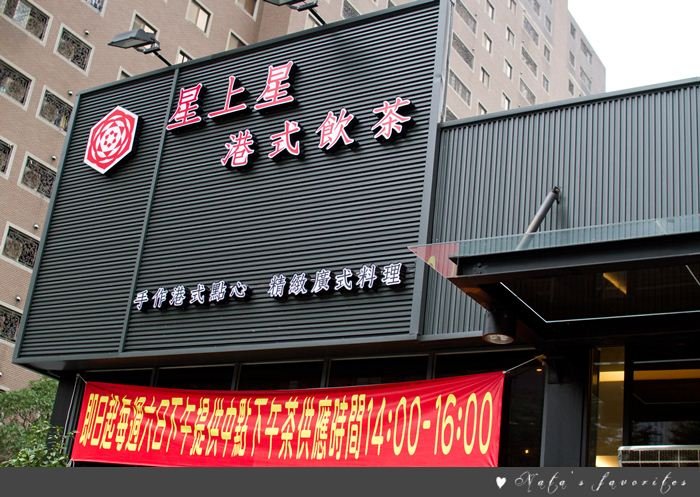 星上星
港式飲茶
手作港式點心 精緻廣式料理
即日起每週六日下午提供中點下午茶供應時間14:00-16:00
♥ Nata's favorites